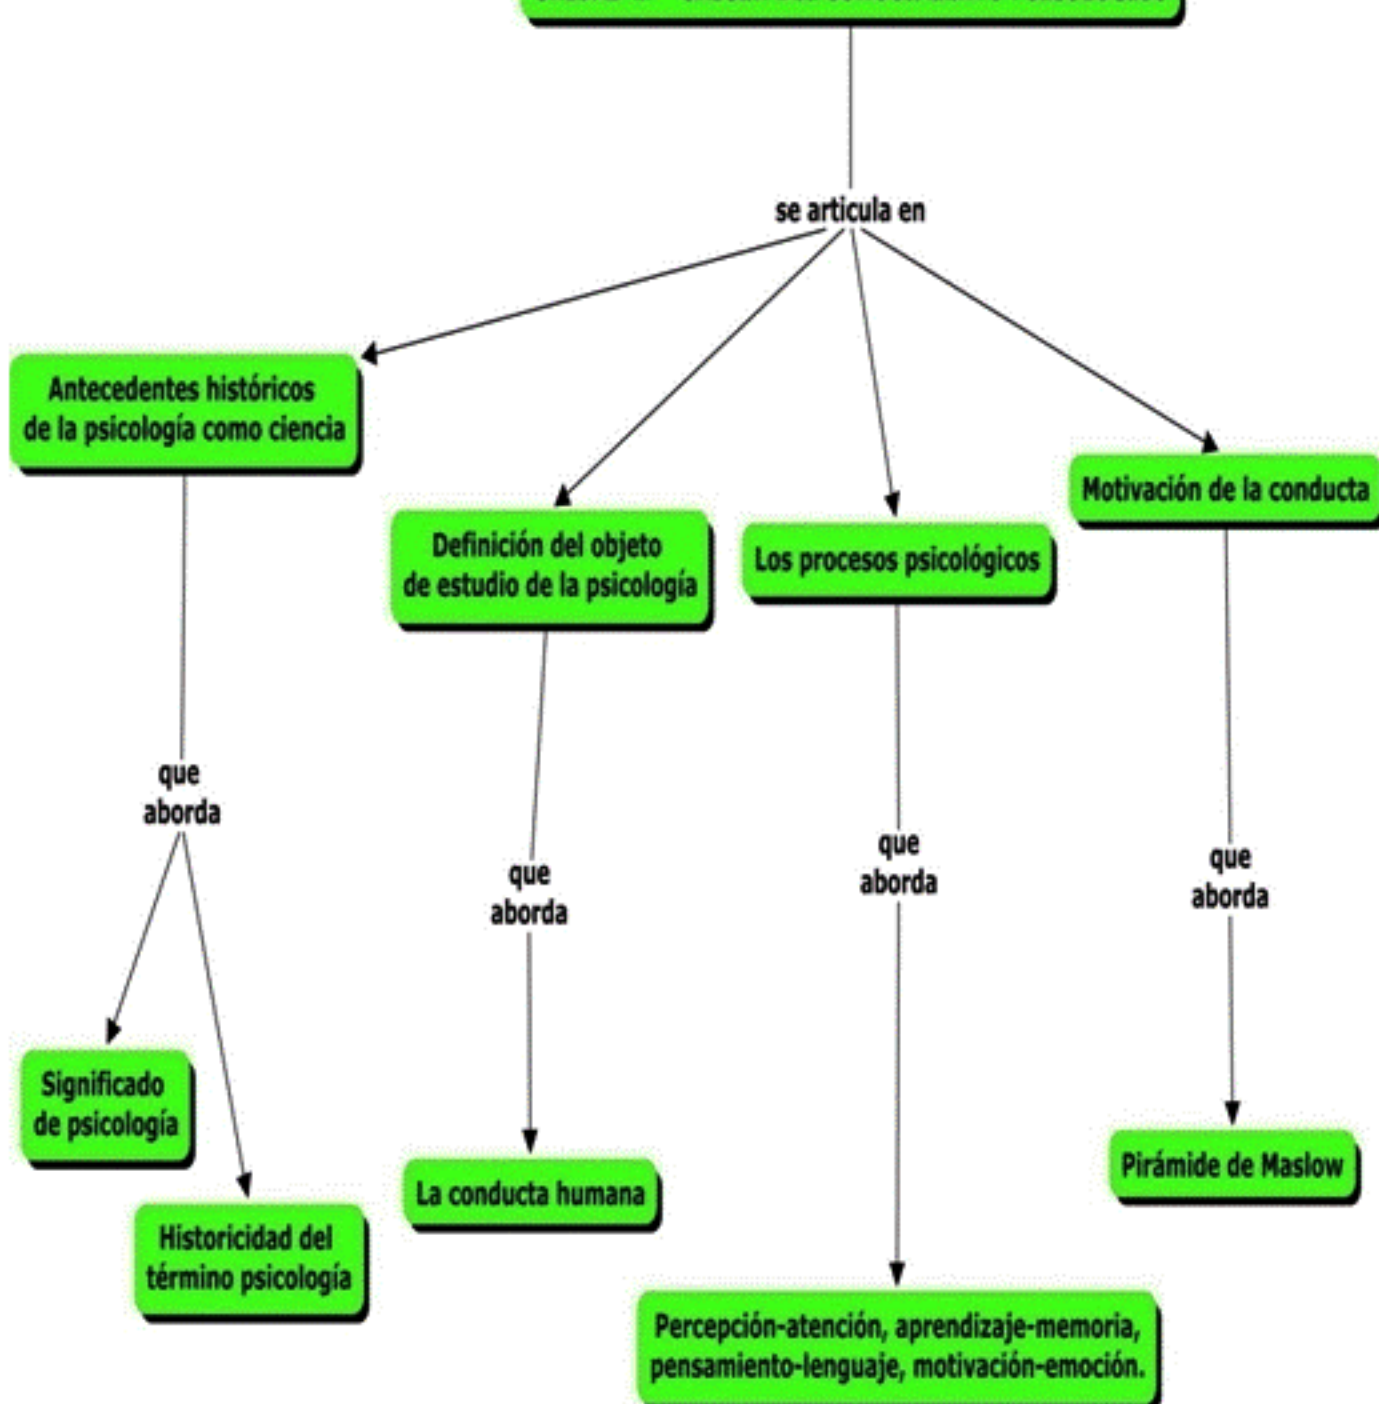 se articula en
Antecedentes históricos
de la psicología como ciencia
Motivación de la conducta
Definición del objeto
de estudio de la psicología
Los procesos psicológicos
que
aborda
que
aborda
que
aborda
que
aborda
Significado
de psicología
Historicidad del
término psicología
La conducta humana
Pirámide de Maslow
Percepción-atención, aprendizaje-memoria,
pensamiento-lenguaje, motivación-emoción.